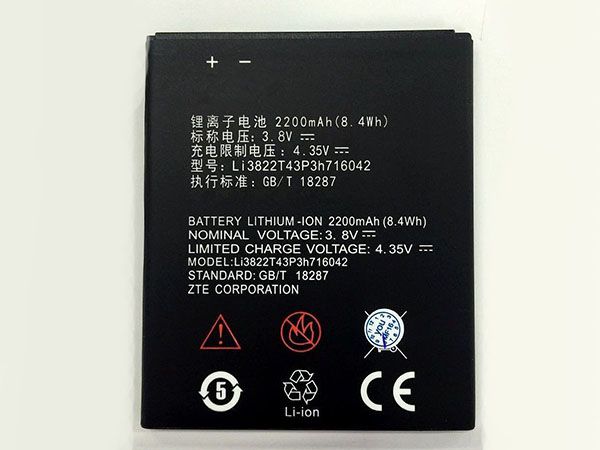 + −
锂离子电池 2200mAh(8.4Wh)
标称电压: 3.8V ⎓
充电限制电压: 4.35V ⎓
型号: Li3822T43P3h716042
执行标准: GB/T 18287
BATTERY LITHIUM-ION 2200mAh (8.4Wh)
NOMINAL VOLTAGE: 3. 8V ⎓
LIMITED CHARGE VOLTAGE: 4.35V ⎓
MODEL:Li3822T43P3h716042
STANDARD: GB/T 18287
ZTE CORPORATION
5
Li-ion
CE